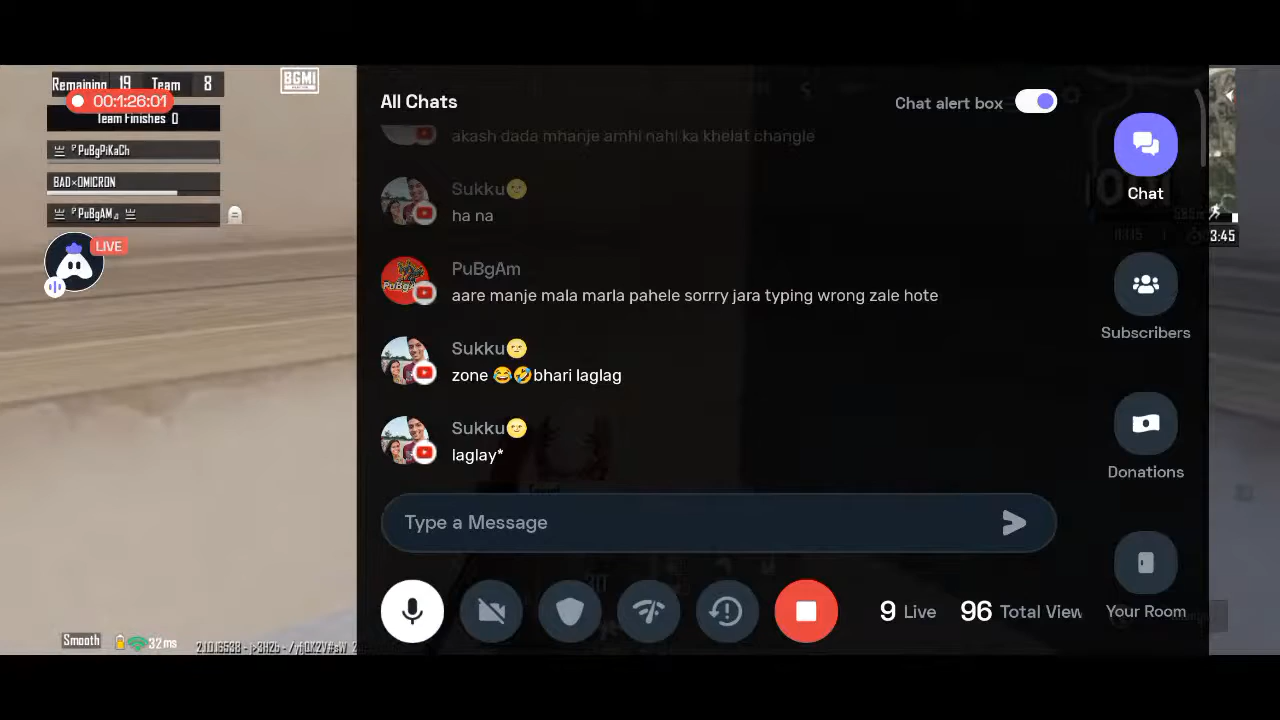 Remaining 19 Team 8
BGMI
00:1:26:01
Team Finishes 0
PuBgPiKaCh
BAD×OMICRON
PuBgAM
LIVE
All Chats
Chat alert box
akash dada mhanje amhi nahi ka khelat changle
Sukku🌝
ha na
PuBgAm
aare manje mala marla pahele sorrry jara typing wrong zale hote
Sukku🌝
zone 😂🤣bhari laglag
Sukku🌝
laglay*
Type a Message
9 Live 96 Total View
Chat
3:45
Subscribers
Donations
Your Room
Smooth
32ms